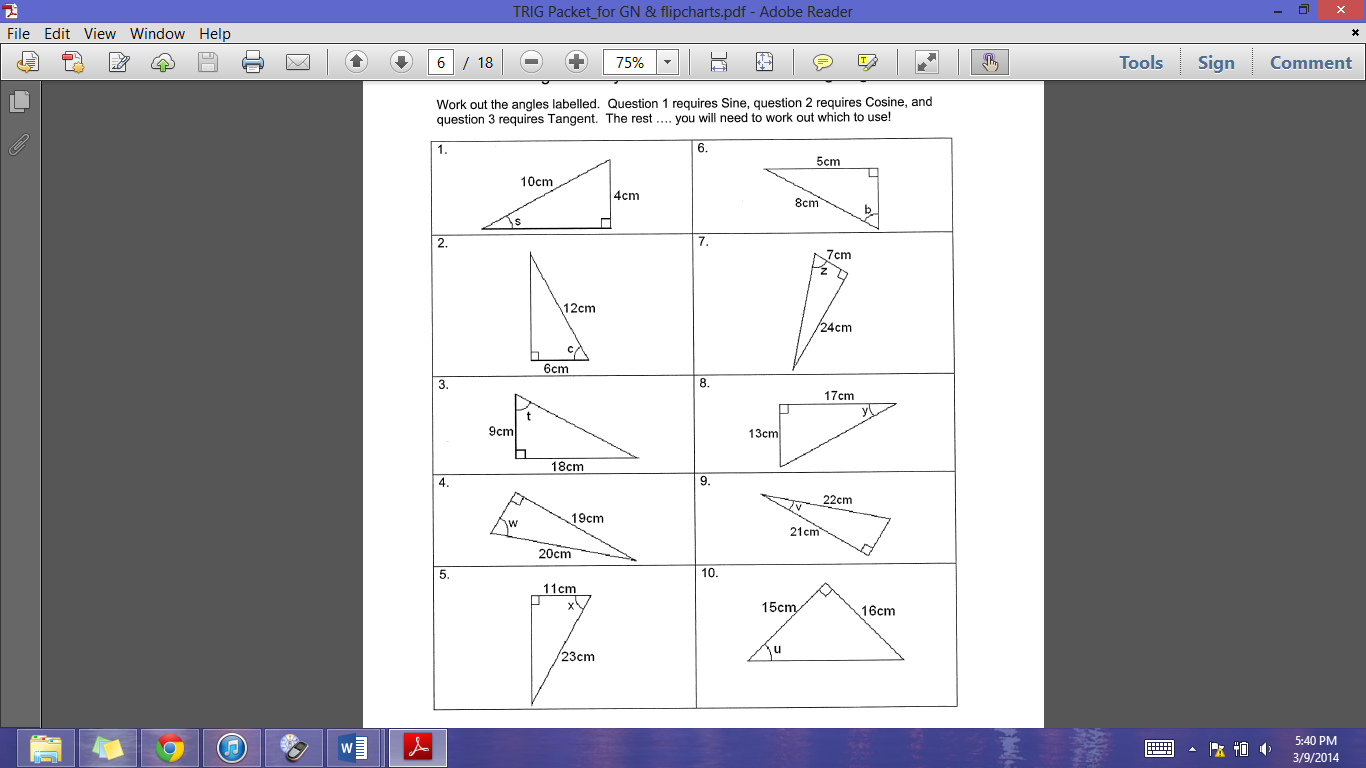 TRIG Packet_for GN & flipcharts.pdf - Adobe Reader
File Edit View Window Help
6 / 18 75% Tools Sign Comment
Work out the angles labelled. Question 1 requires Sine, question 2 requires Cosine, and
question 3 requires Tangent. The rest .... you will need to work out which to use!
1.
10cm
4cm
s
2.
12cm
c
6cm
3.
t
9cm
18cm
4.
w
19cm
20cm
5.
11cm
x
23cm
6.
5cm
8cm
b
7.
7cm
z
24cm
8.
17cm
y
13cm
9.
22cm
v
21cm
10.
15cm
16cm
u
5:40 PM
3/9/2014